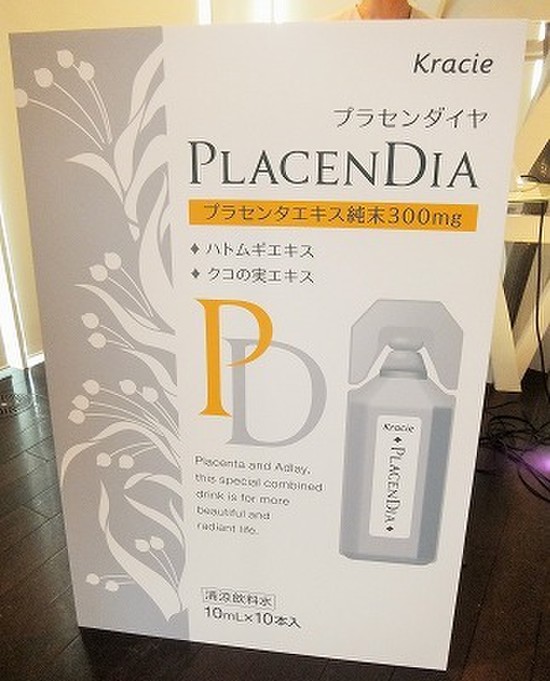 Kracie
プラセンダイヤ
PLACENDIA
プラセンタエキス純末300mg
♦ ハトムギエキス
♦ クコの実エキス
PD
Kracie
♦ PLACENDIA ♦
Placenta and Adlay,
this special combined
drink is for more
beautiful and
radiant life.
清涼飲料水
10mL×10本入